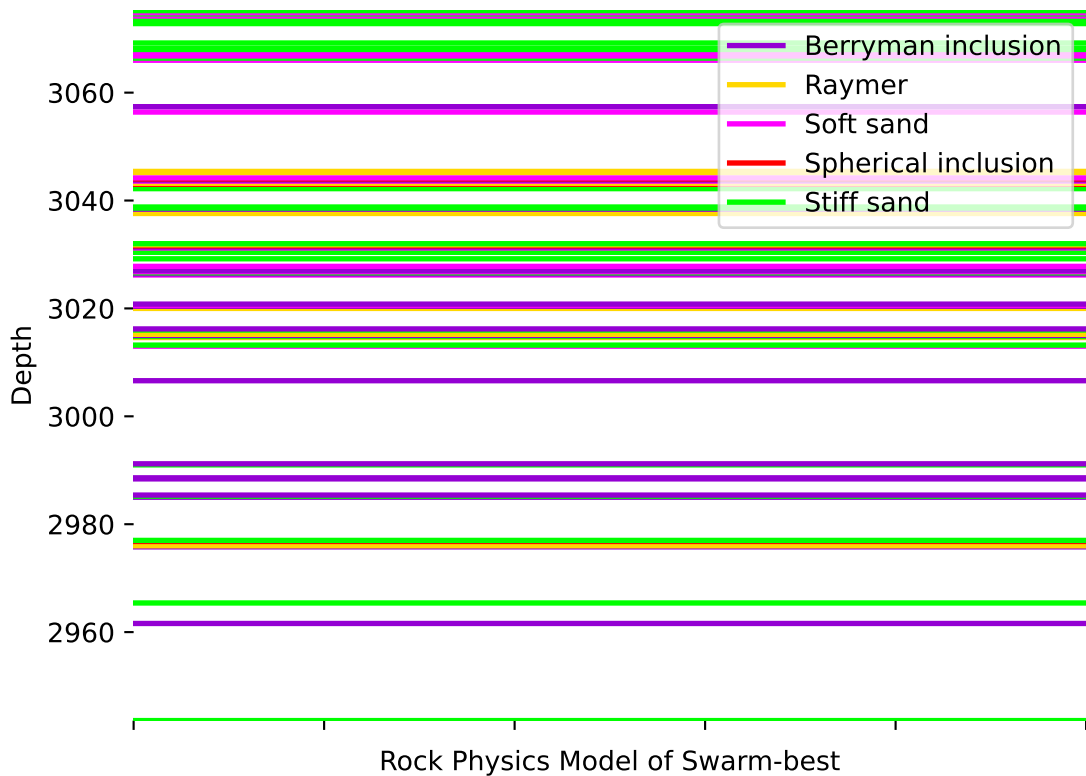 Berryman inclusion
Raymer
Soft sand
Spherical inclusion
Stiff sand
3060
3040
3020
3000
2980
2960
Depth
Rock Physics Model of Swarm-best